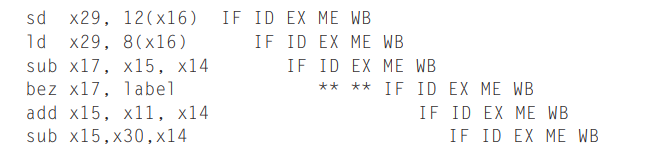 sd x29, 12(x16) IF ID EX ME WB
ld x29, 8(x16) IF ID EX ME WB
sub x17, x15, x14 IF ID EX ME WB
bez x17, label ** ** IF ID EX ME WB
add x15, x11, x14 IF ID EX ME WB
sub x15,x30,x14 IF ID EX ME WB